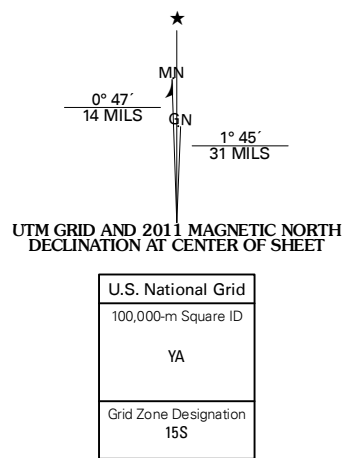 ★
MN
0° 47´
14 MILS
GN
1° 45´
31 MILS
UTM GRID AND 2011 MAGNETIC NORTH
DECLINATION AT CENTER OF SHEET
U.S. National Grid
100,000-m Square ID
YA
Grid Zone Designation
15S